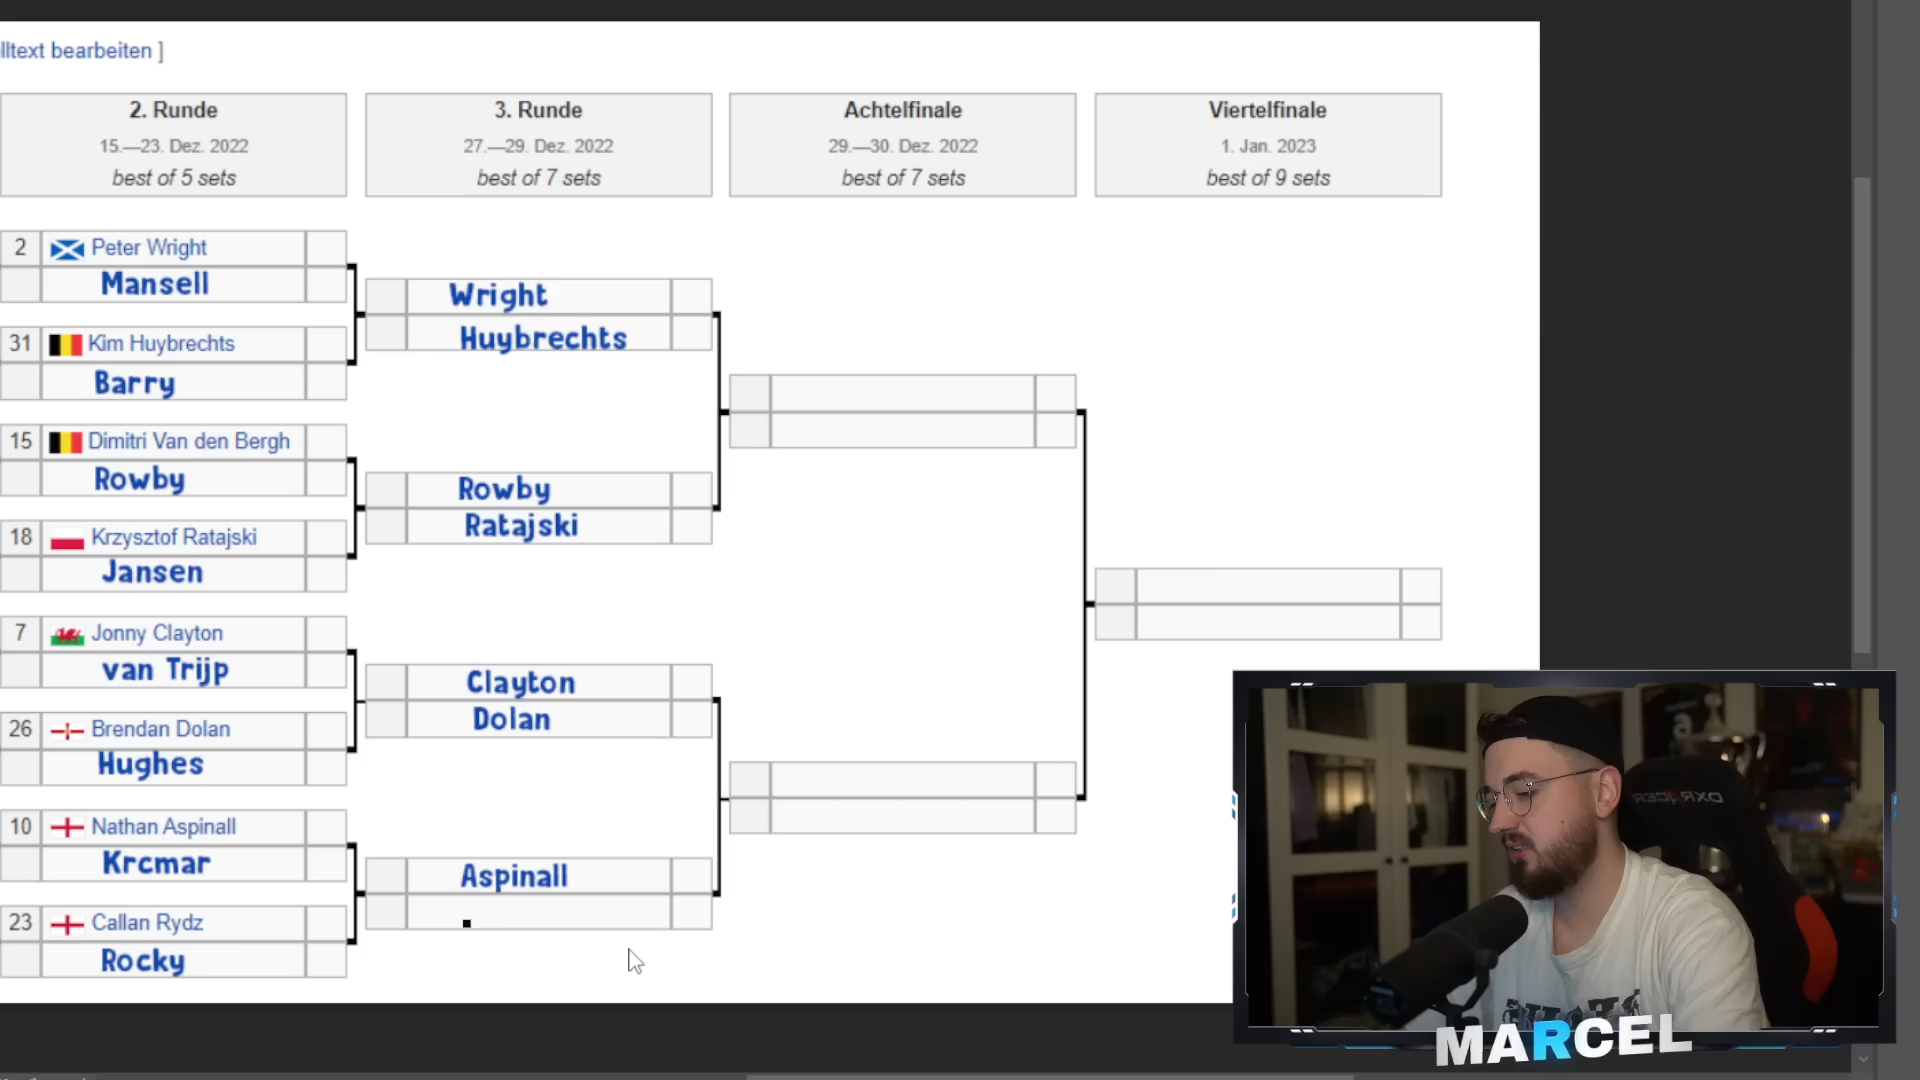 lltext bearbeiten ]
2. Runde
15.—23. Dez. 2022
best of 5 sets
3. Runde
27.—29. Dez. 2022
best of 7 sets
Achtelfinale
29.—30. Dez. 2022
best of 7 sets
Viertelfinale
1. Jan. 2023
best of 9 sets
2 Peter Wright
Mansell
31 Kim Huybrechts
Barry
15 Dimitri Van den Bergh
Rowby
18 Krzysztof Ratajski
Jansen
7 Jonny Clayton
van Trijp
26 Brendan Dolan
Hughes
10 Nathan Aspinall
Krcmar
23 Callan Rydz
Rocky
Wright
Huybrechts
Rowby
Ratajski
Clayton
Dolan
Aspinall
DXRACER
MARCEL